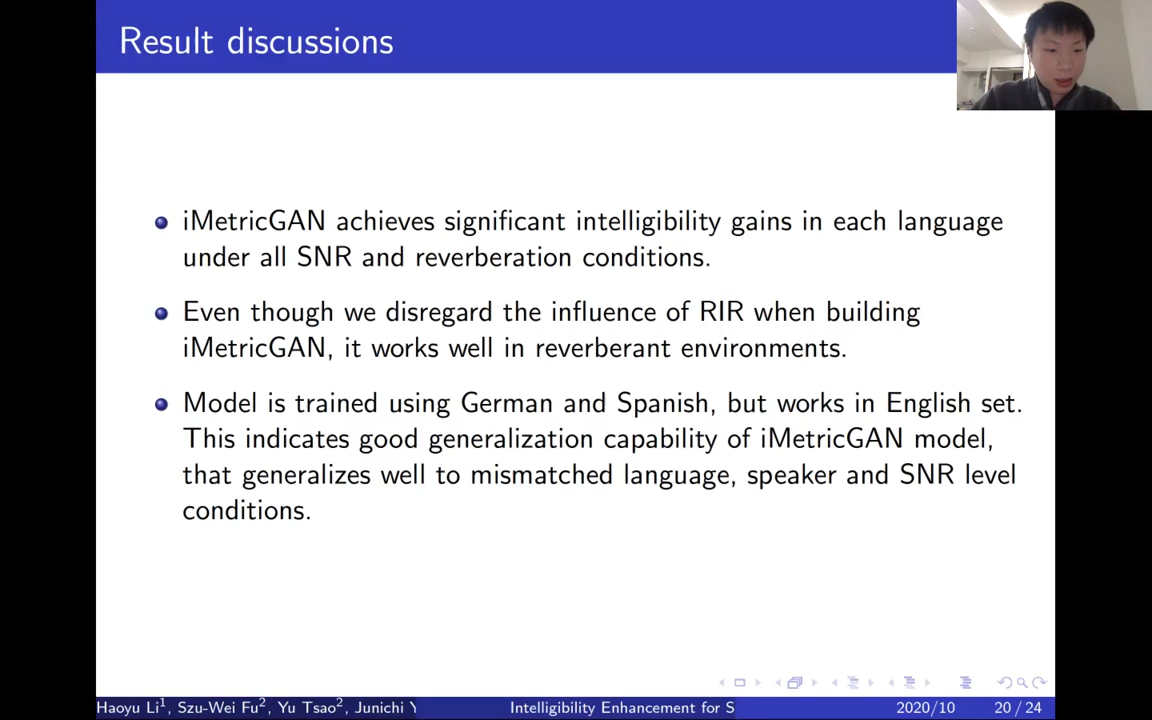 Result discussions
iMetricGAN achieves significant intelligibility gains in each language
under all SNR and reverberation conditions.
Even though we disregard the influence of RIR when building
iMetricGAN, it works well in reverberant environments.
Model is trained using German and Spanish, but works in English set.
This indicates good generalization capability of iMetricGAN model,
that generalizes well to mismatched language, speaker and SNR level
conditions.
Haoyu Li¹, Szu-Wei Fu², Yu Tsao², Junichi Y Intelligibility Enhancement for S 2020/10 20 / 24